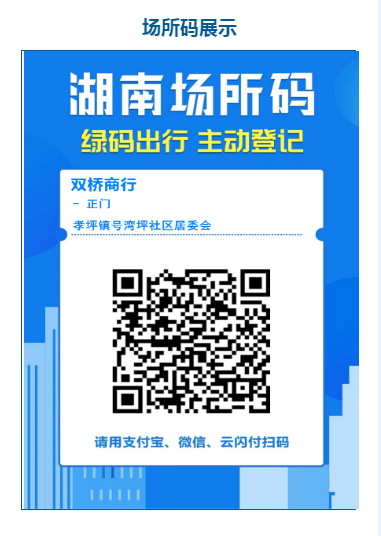 场所码展示
湖南场所码
绿码出行 主动登记
双桥商行
- 正门
孝坪镇号湾坪社区居委会
请用支付宝、微信、云闪付扫码